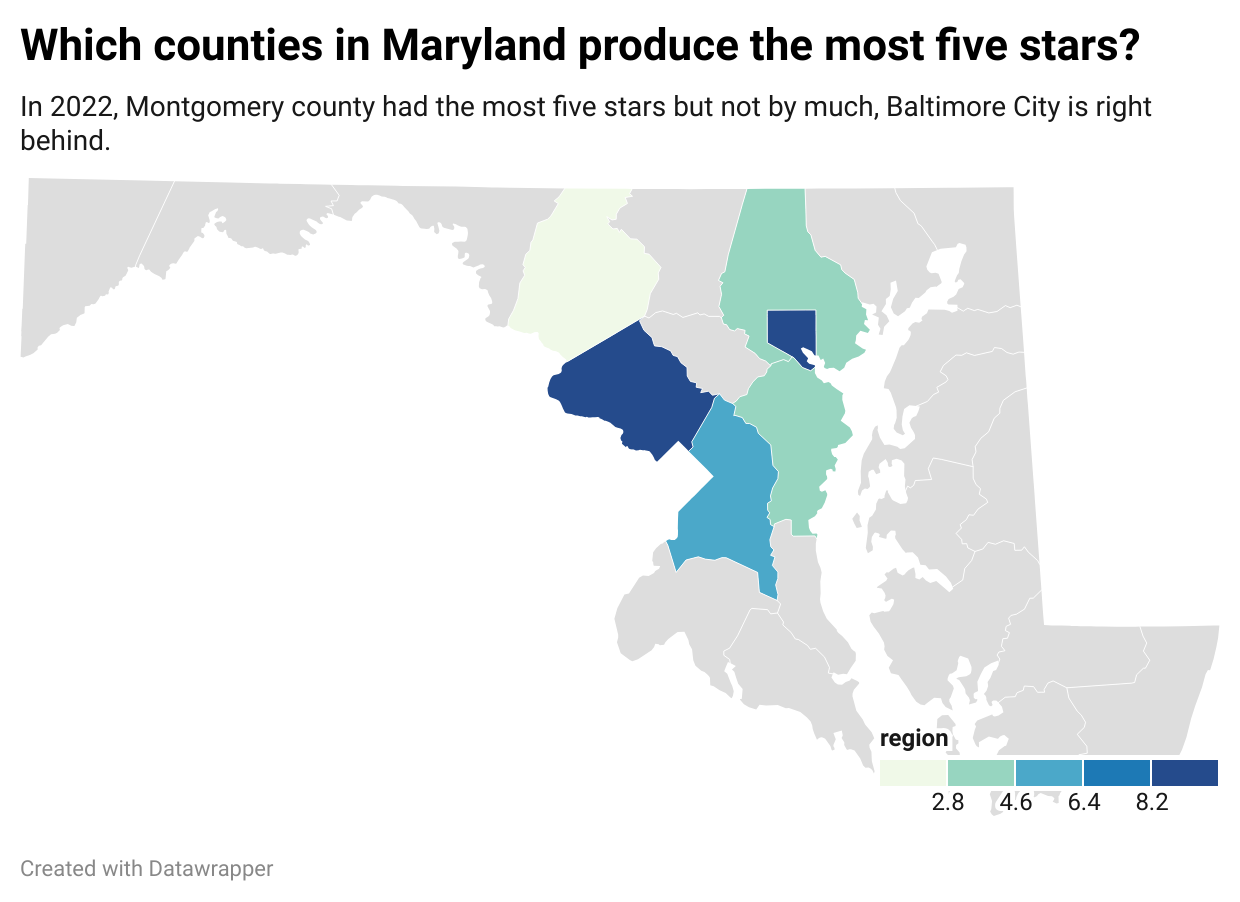 Which counties in Maryland produce the most five stars?
In 2022, Montgomery county had the most five stars but not by much, Baltimore City is right
behind.
region
2.8 4.6 6.4 8.2
Created with Datawrapper